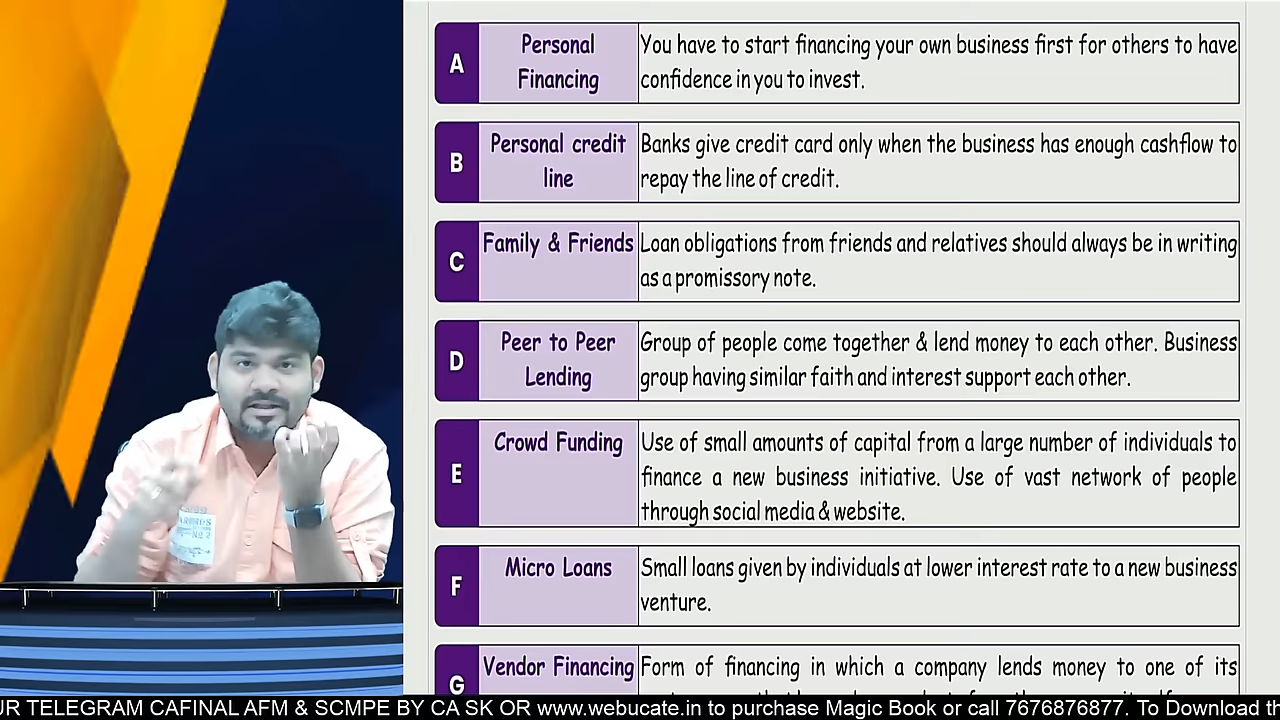 A
Personal
Financing
You have to start financing your own business first for others to have
confidence in you to invest.
B
Personal credit
line
Banks give credit card only when the business has enough cashflow to
repay the line of credit.
C
Family & Friends
Loan obligations from friends and relatives should always be in writing
as a promissory note.
D
Peer to Peer
Lending
Group of people come together & lend money to each other. Business
group having similar faith and interest support each other.
E
Crowd Funding
Use of small amounts of capital from a large number of individuals to
finance a new business initiative. Use of vast network of people
through social media & website.
F
Micro Loans
Small loans given by individuals at lower interest rate to a new business
venture.
G
Vendor Financing
Form of financing in which a company lends money to one of its
UR TELEGRAM CAFINAL AFM & SCMPE BY CA SK OR www.webucate.in to purchase Magic Book or call 7676876877. To Download th